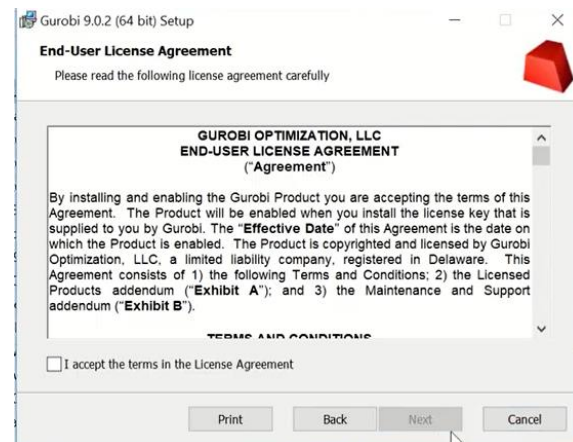 Gurobi 9.0.2 (64 bit) Setup
End-User License Agreement
Please read the following license agreement carefully
GUROBI OPTIMIZATION, LLC
END-USER LICENSE AGREEMENT
(“Agreement”)
By installing and enabling the Gurobi Product you are accepting the terms of this
Agreement. The Product will be enabled when you install the license key that is
supplied to you by Gurobi. The “Effective Date” of this Agreement is the date on
which the Product is enabled. The Product is copyrighted and licensed by Gurobi
Optimization, LLC, a limited liability company, registered in Delaware. This
Agreement consists of 1) the following Terms and Conditions; 2) the Licensed
Products addendum (“Exhibit A”); and 3) the Maintenance and Support
addendum (“Exhibit B”).
TERMS AND CONDITIONS
I accept the terms in the License Agreement
Print Back Next Cancel